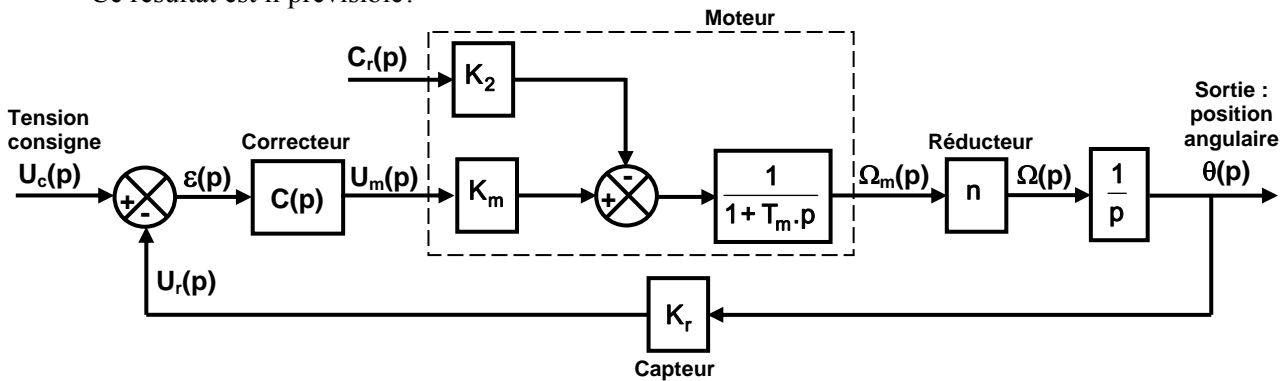 Ce résultat est-il prévisible?
Moteur
Cr(p)
K2
Sortie :
position
angulaire
θ(p)
Tension
consigne
Uc(p)
+
-
ε(p)
Correcteur
C(p)
Um(p)
Km
-
+
1
1 + Tm.p
Ωm(p)
Réducteur
n
Ω(p)
1
p
Ur(p)
Kr
Capteur